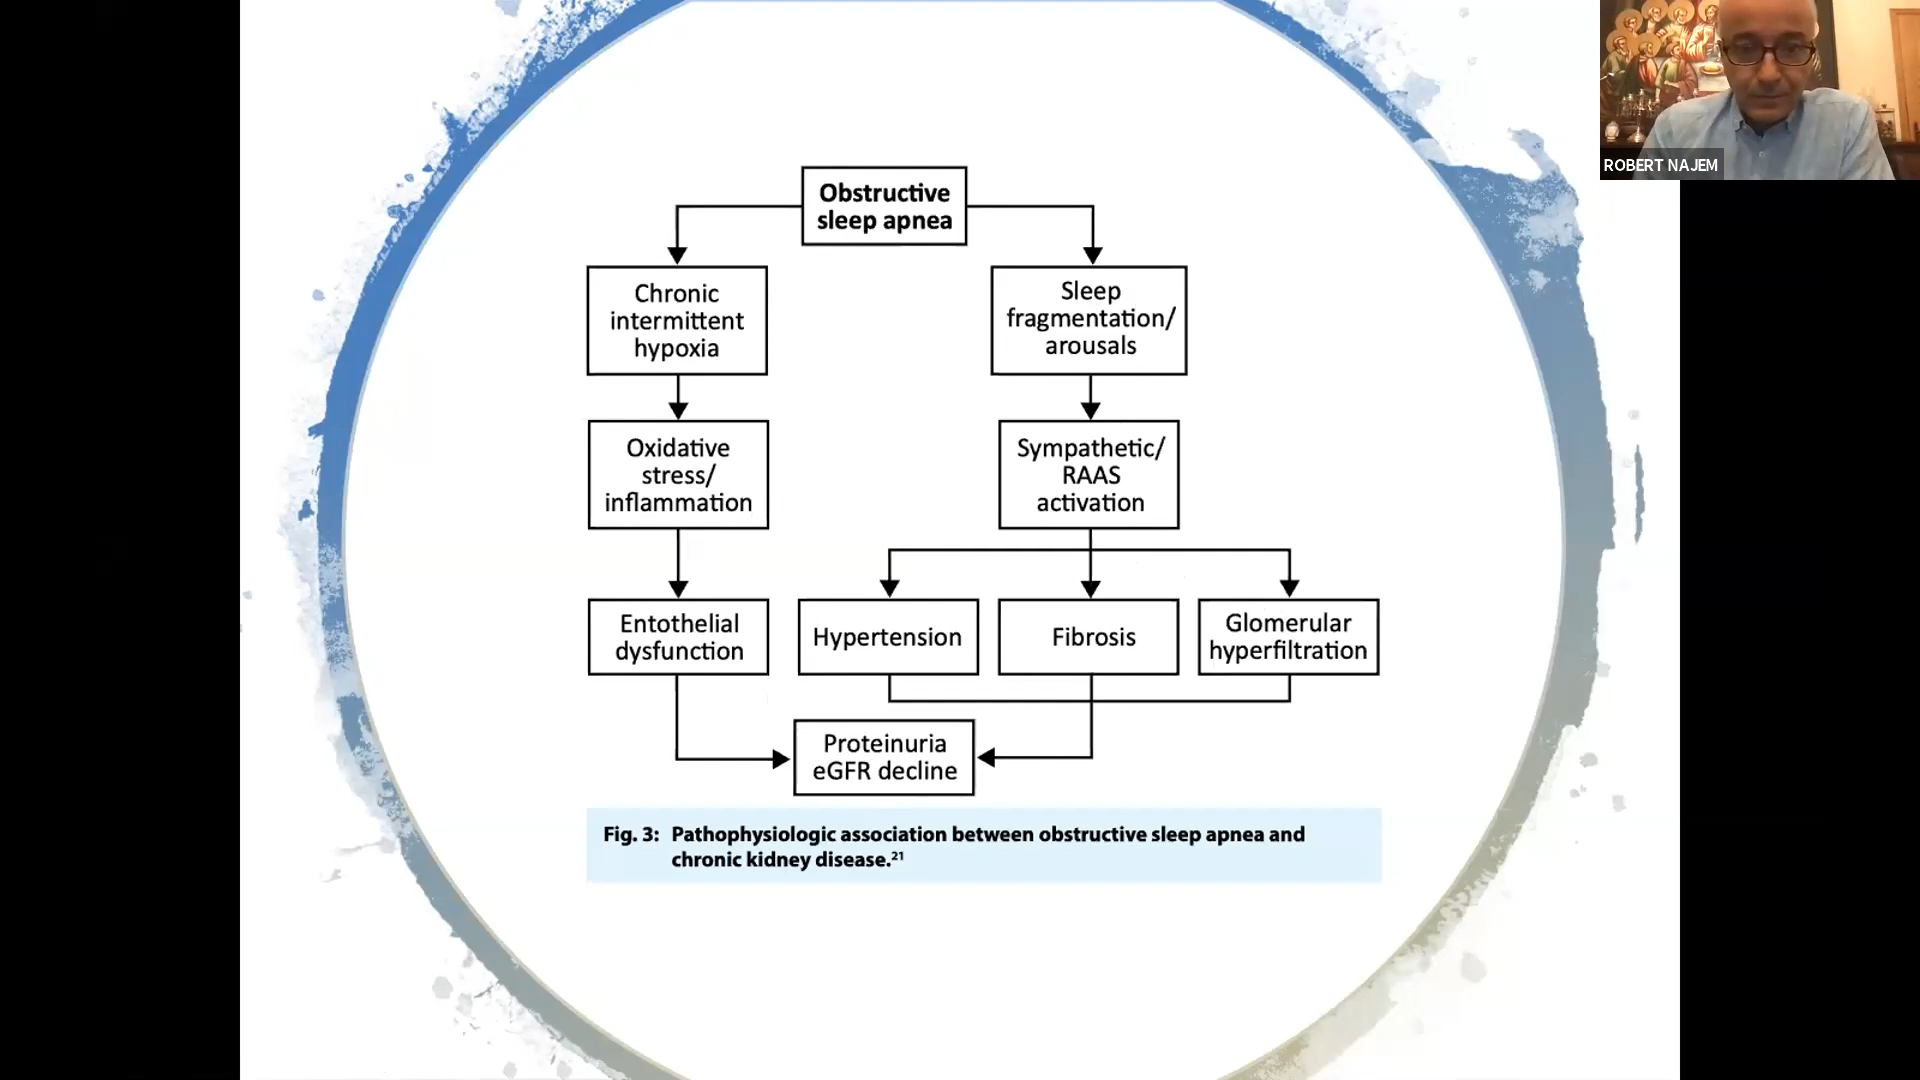 ROBERT NAJEM
Obstructive
sleep apnea
Chronic
intermittent
hypoxia
Sleep
fragmentation/
arousals
Oxidative
stress/
inflammation
Sympathetic/
RAAS
activation
Entothelial
dysfunction
Hypertension
Fibrosis
Glomerular
hyperfiltration
Proteinuria
eGFR decline
Fig. 3: Pathophysiologic association between obstructive sleep apnea and
chronic kidney disease.²¹